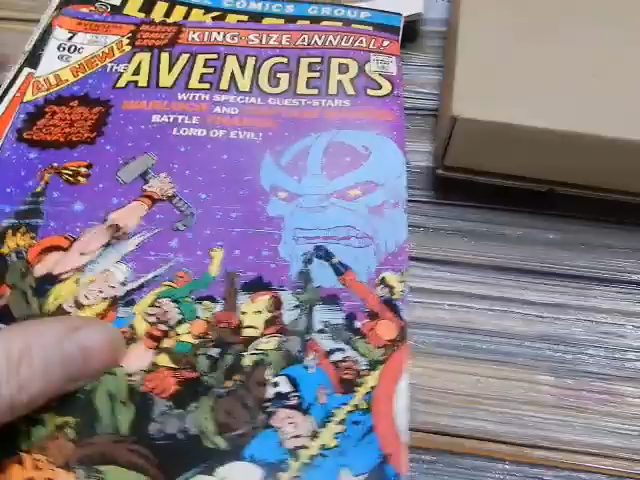 COMICS GROUP
LUKE
KING-SIZE ANNUAL!
7
60¢
ALL NEW!
THE AVENGERS
WITH SPECIAL GUEST-STARS
WARLOCK AND
BATTLE THANOS
LORD OF EVIL!